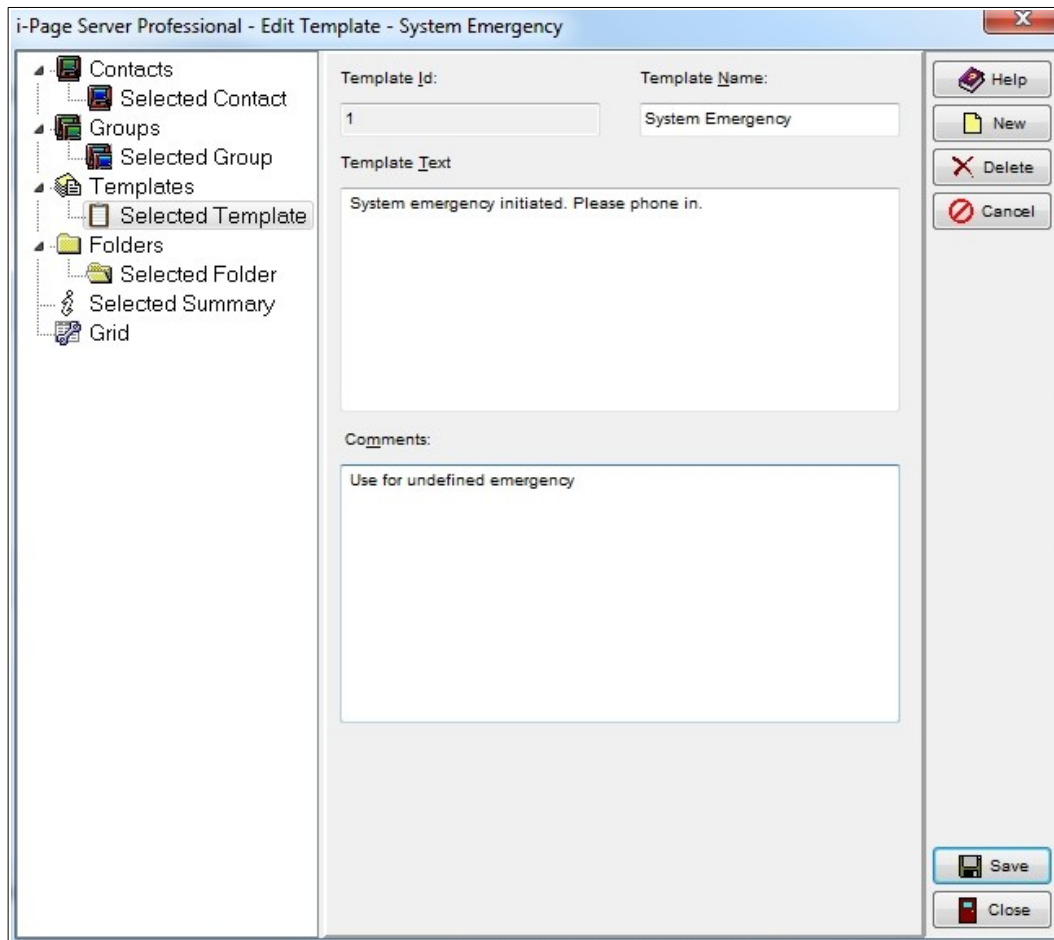 i-Page Server Professional - Edit Template - System Emergency
X
Contacts
Selected Contact
Groups
Selected Group
Templates
Selected Template
Folders
Selected Folder
Selected Summary
Grid
Template Id:
Template Name:
1
System Emergency
Template Text
System emergency initiated. Please phone in.
Comments:
Use for undefined emergency
Help
New
Delete
Cancel
Save
Close